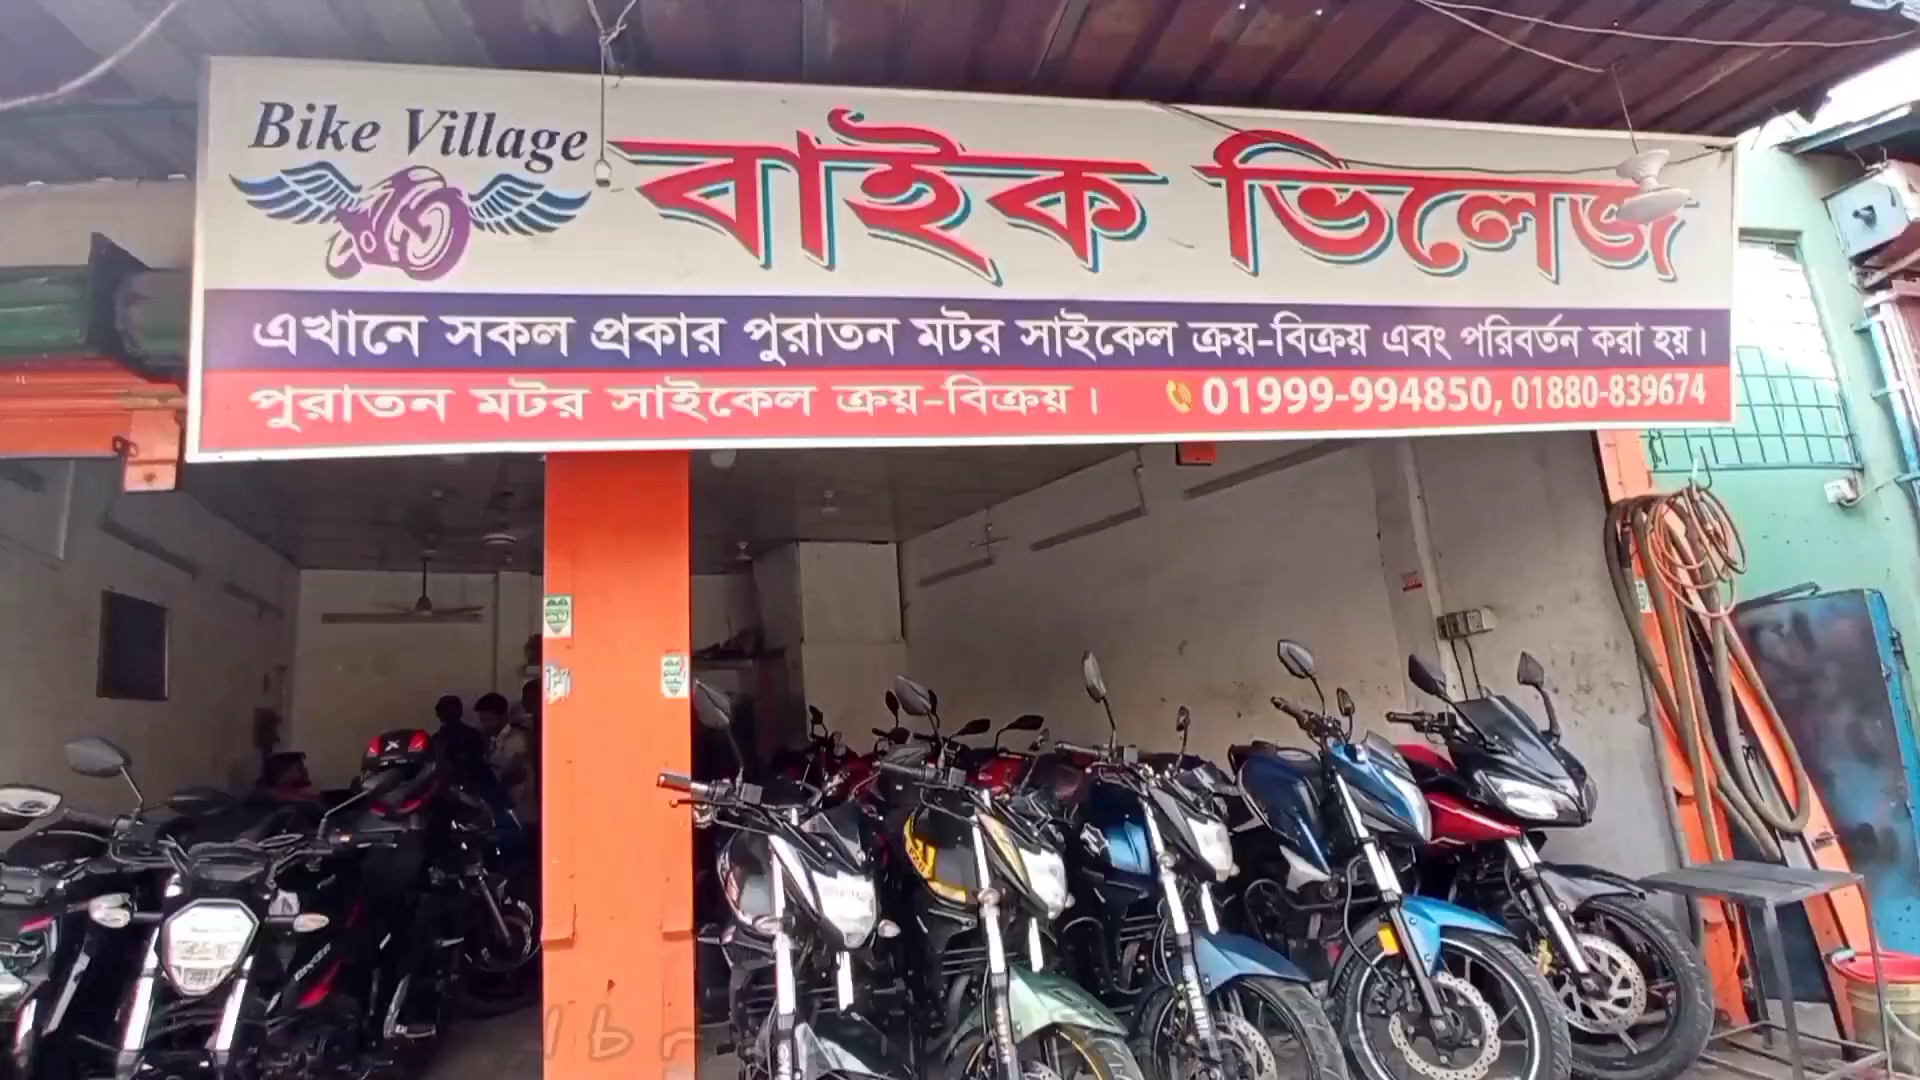 Bike Village
বাইক ভিলেজ
এখানে সকল প্রকার পুরাতন মটর সাইকেল ক্রয়-বিক্রয় এবং পরিবর্তন করা হয়।
পুরাতন মটর সাইকেল ক্রয়-বিক্রয়। 01999-994850, 01880-839674